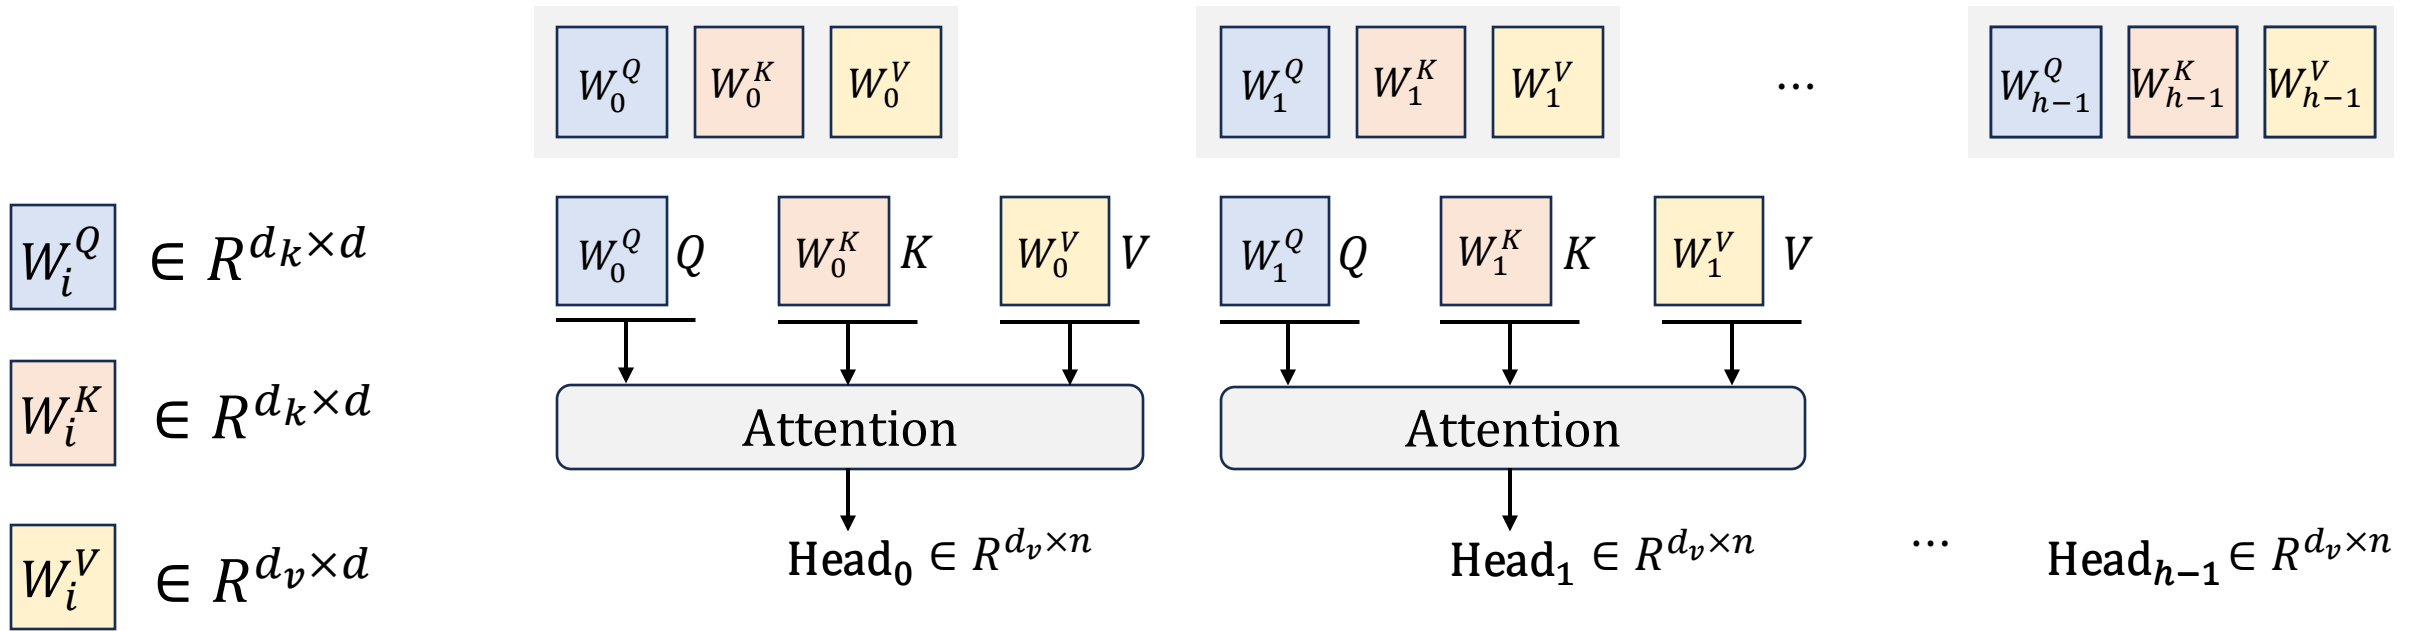 W_0^Q W_0^K W_0^V W_1^Q W_1^K W_1^V ... W_{h-1}^Q W_{h-1}^K W_{h-1}^V
W_i^Q ∈ R^{d_k×d} W_0^Q Q W_0^K K W_0^V V W_1^Q Q W_1^K K W_1^V V
W_i^K ∈ R^{d_k×d} Attention Attention
W_i^V ∈ R^{d_v×d} Head_0 ∈ R^{d_v×n} Head_1 ∈ R^{d_v×n} ... Head_{h-1} ∈ R^{d_v×n}